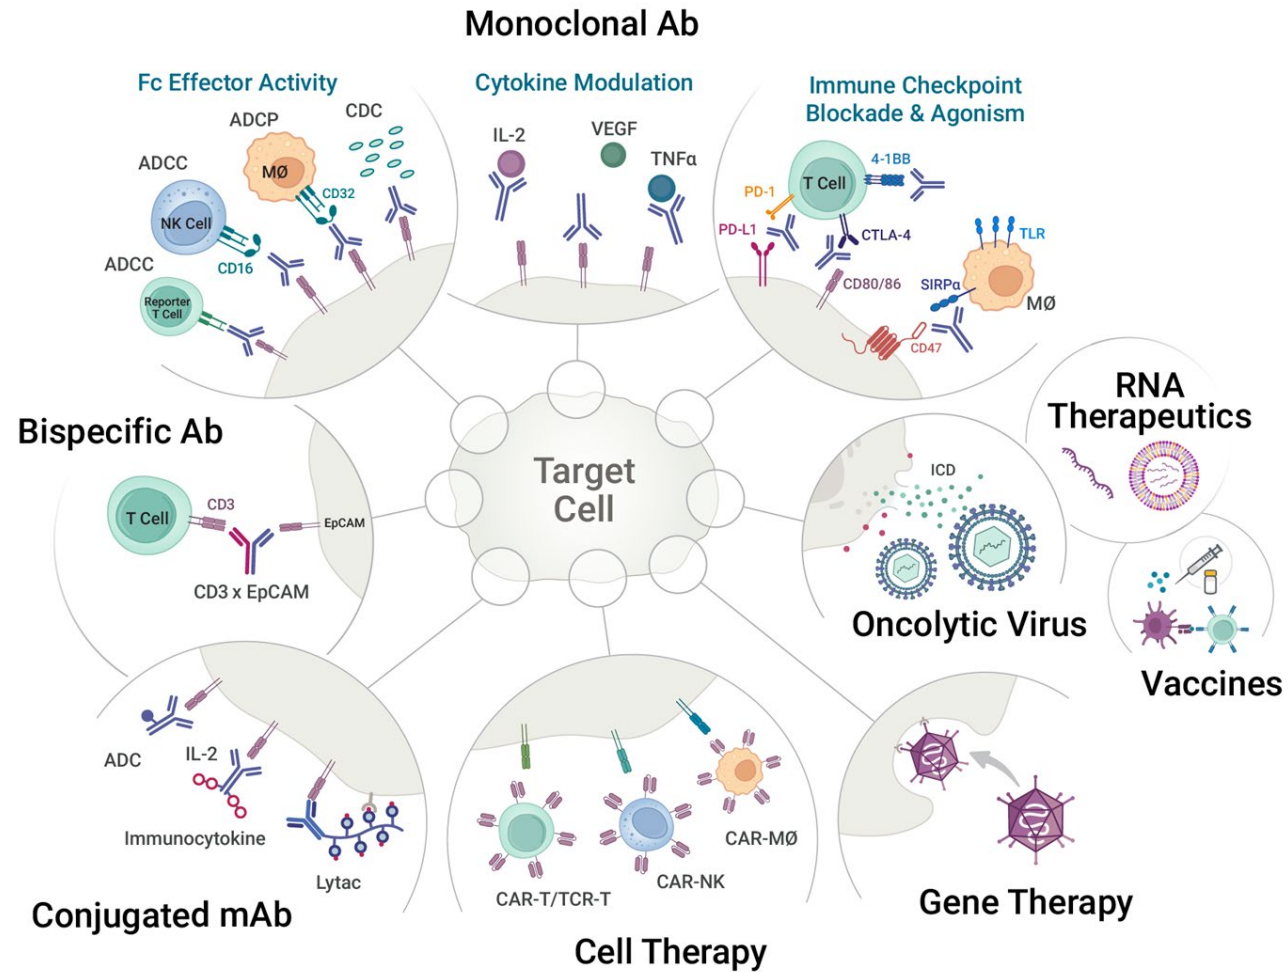 Monoclonal Ab
Fc Effector Activity
CDC
ADCP
ADCC
MØ
CD32
NK Cell
CD16
ADCC
Reporter
T Cell
Cytokine Modulation
IL-2
VEGF
TNFα
Immune Checkpoint
Blockade & Agonism
4-1BB
T Cell
PD-1
PD-L1
CTLA-4
TLR
CD80/86
SIRPα
MØ
CD47
Bispecific Ab
T Cell
CD3
EpCAM
CD3 x EpCAM
Target
Cell
RNA
Therapeutics
ICD
Oncolytic Virus
Vaccines
ADC
IL-2
Immunocytokine
Lytac
Conjugated mAb
CAR-MØ
CAR-NK
CAR-T/TCR-T
Cell Therapy
Gene Therapy